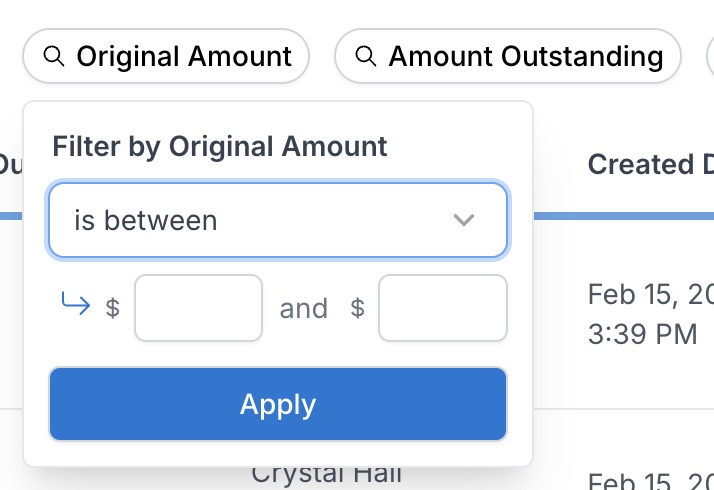 Original Amount
Amount Outstanding
Filter by Original Amount
Created D
is between
$ and $
Feb 15, 20
3:39 PM
Apply
Crystal Hall
Feb 15, 20